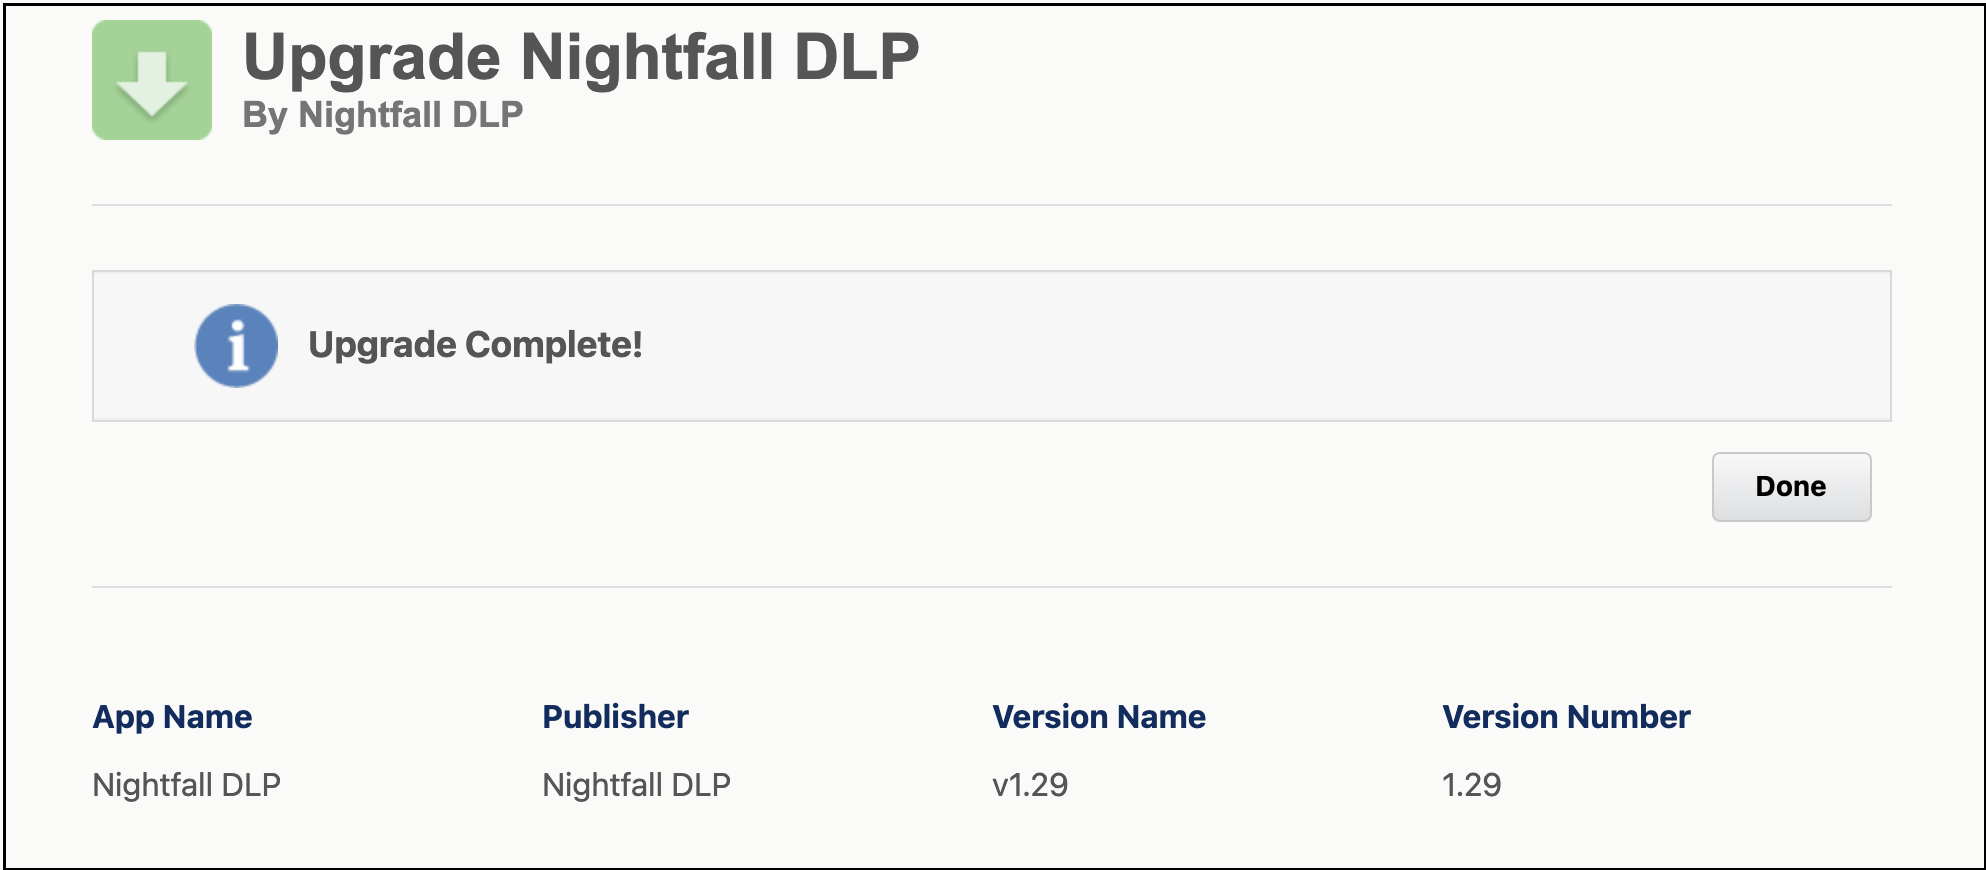 Upgrade Nightfall DLP
By Nightfall DLP
Upgrade Complete!
Done
App Name Publisher Version Name Version Number
Nightfall DLP Nightfall DLP v1.29 1.29